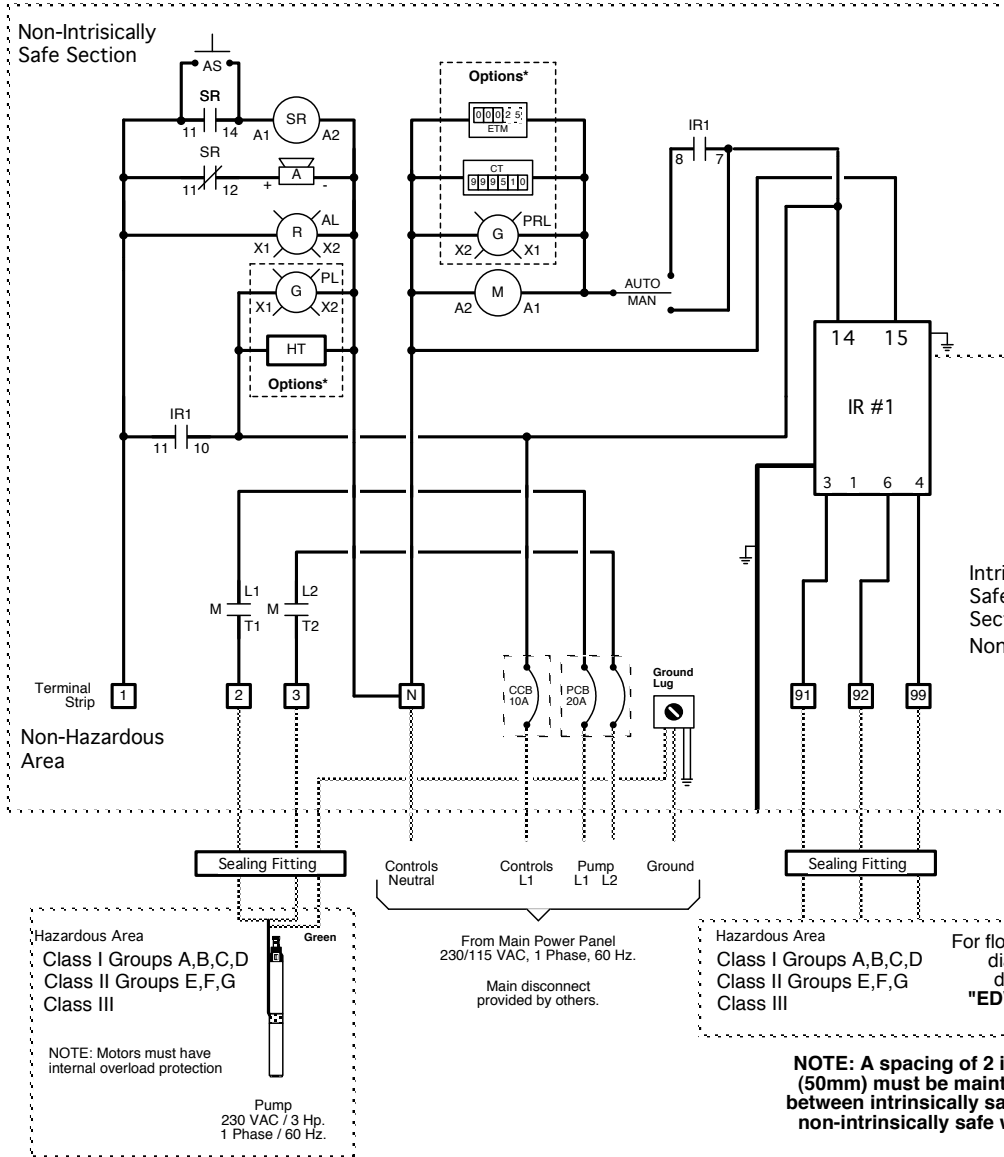 Non-Intrisically
Safe Section
AS
SR
11 14
A1 SR A2
SR
11 12
+ A -
R AL
X1 X2
G PL
X1 X2
HT
Options*
IR1
11 10
Options*
0 0 0 2 5
ETM
CT
9 9 9 5 1 0
G PRL
X2 X1
M
A2 A1
IR1
8 7
AUTO
MAN
14 15
IR #1
3 1 6 4
L1 L2
M M
T1 T2
Terminal
Strip
1 2 3 N
CCB
10A
PCB
20A
Ground
Lug
91 92 99
Safe
Non-Hazardous
Area
Sealing Fitting
Controls
Neutral
Controls
L1
Pump
L1 L2
Ground
Sealing Fitting
From Main Power Panel
230/115 VAC, 1 Phase, 60 Hz.
Main disconnect
provided by others.
Hazardous Area
Class I Groups A,B,C,D
Class II Groups E,F,G
Class III
Green
NOTE: Motors must have
internal overload protection
Pump
230 VAC / 3 Hp.
1 Phase / 60 Hz.
Hazardous Area
Class I Groups A,B,C,D
Class II Groups E,F,G
Class III
For
NOTE: A spacing of 2
(50mm) must be
between intrinsically
non-intrinsically safe